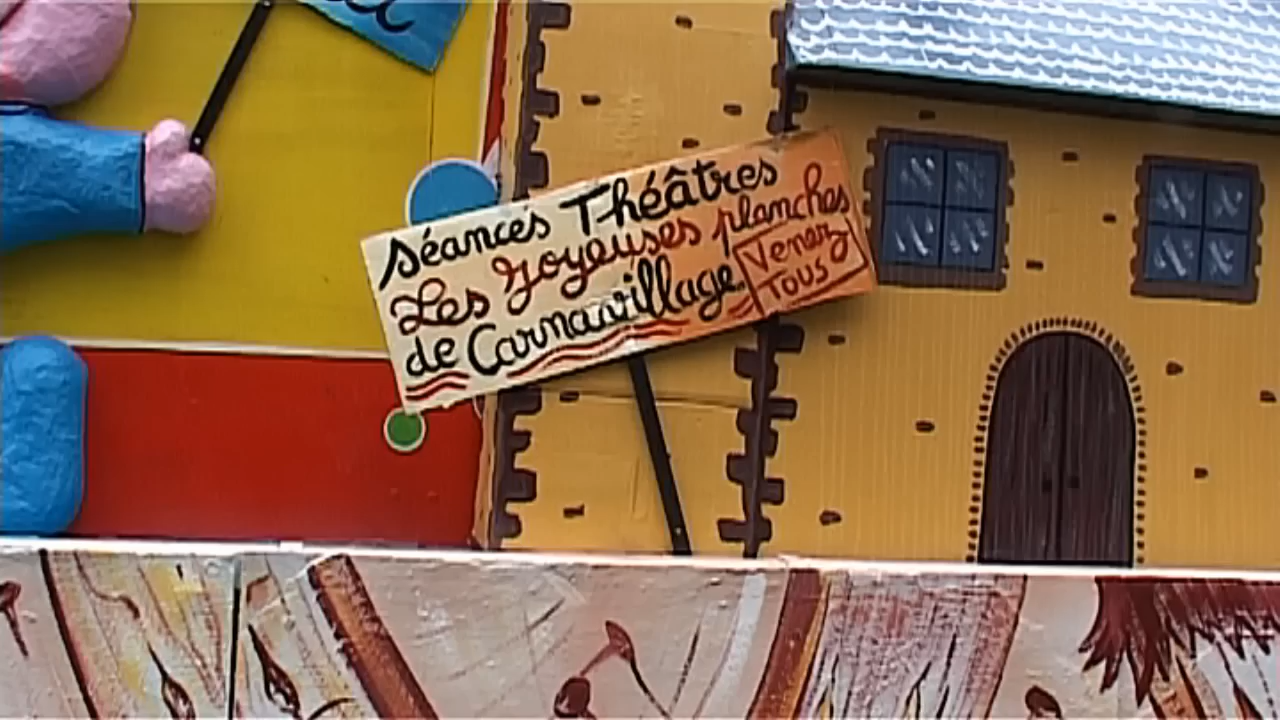 Séances Théâtres
Les Joyeuses planches
de Carnavillage.
Venez
Tous